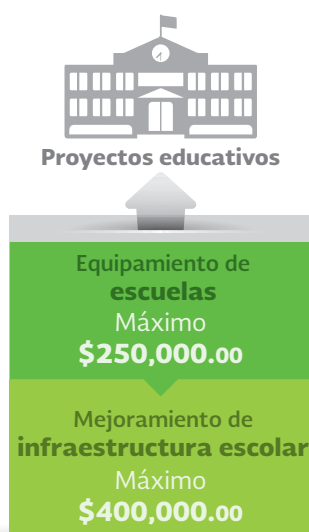 Proyectos educativos
Equipamiento de
escuelas
Máximo
$250,000.00
Mejoramiento de
infraestructura escolar
Máximo
$400,000.00